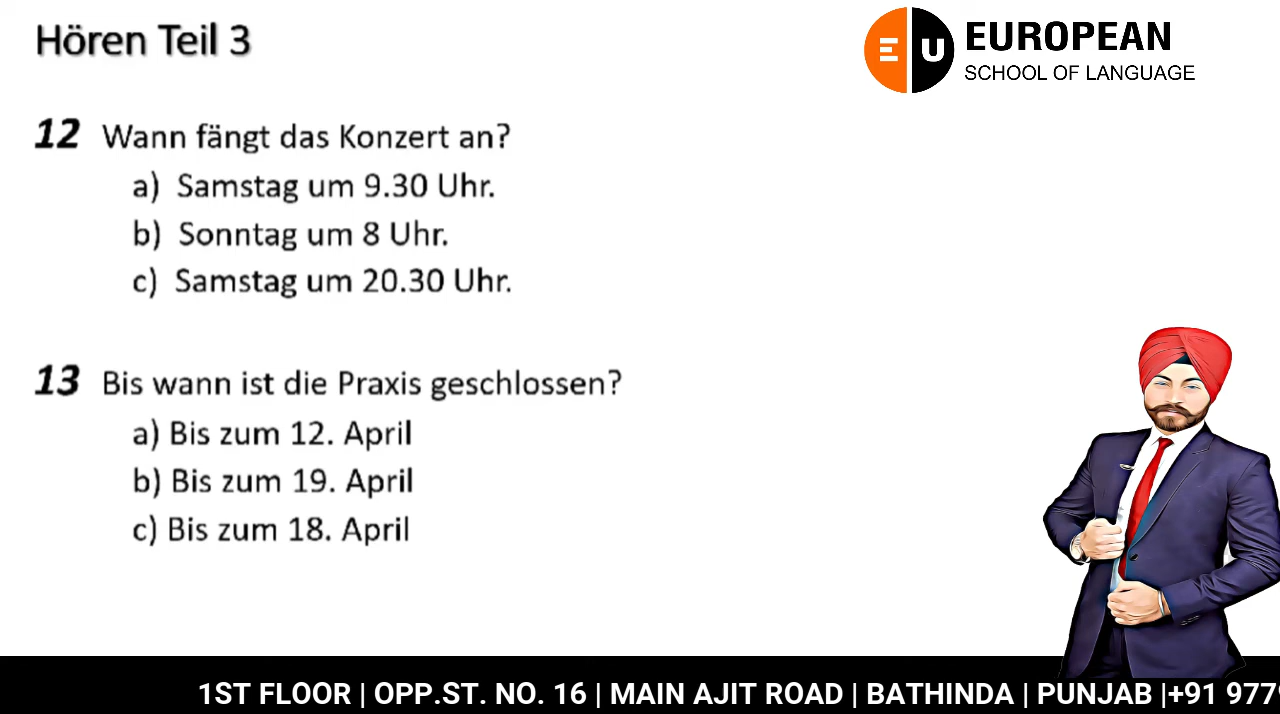 Hören Teil 3
EU EUROPEAN
SCHOOL OF LANGUAGE
12 Wann fängt das Konzert an?
a) Samstag um 9.30 Uhr.
b) Sonntag um 8 Uhr.
c) Samstag um 20.30 Uhr.
13 Bis wann ist die Praxis geschlossen?
a) Bis zum 12. April
b) Bis zum 19. April
c) Bis zum 18. April
1ST FLOOR | OPP.ST. NO. 16 | MAIN AJIT ROAD | BATHINDA | PUNJAB |+91 977